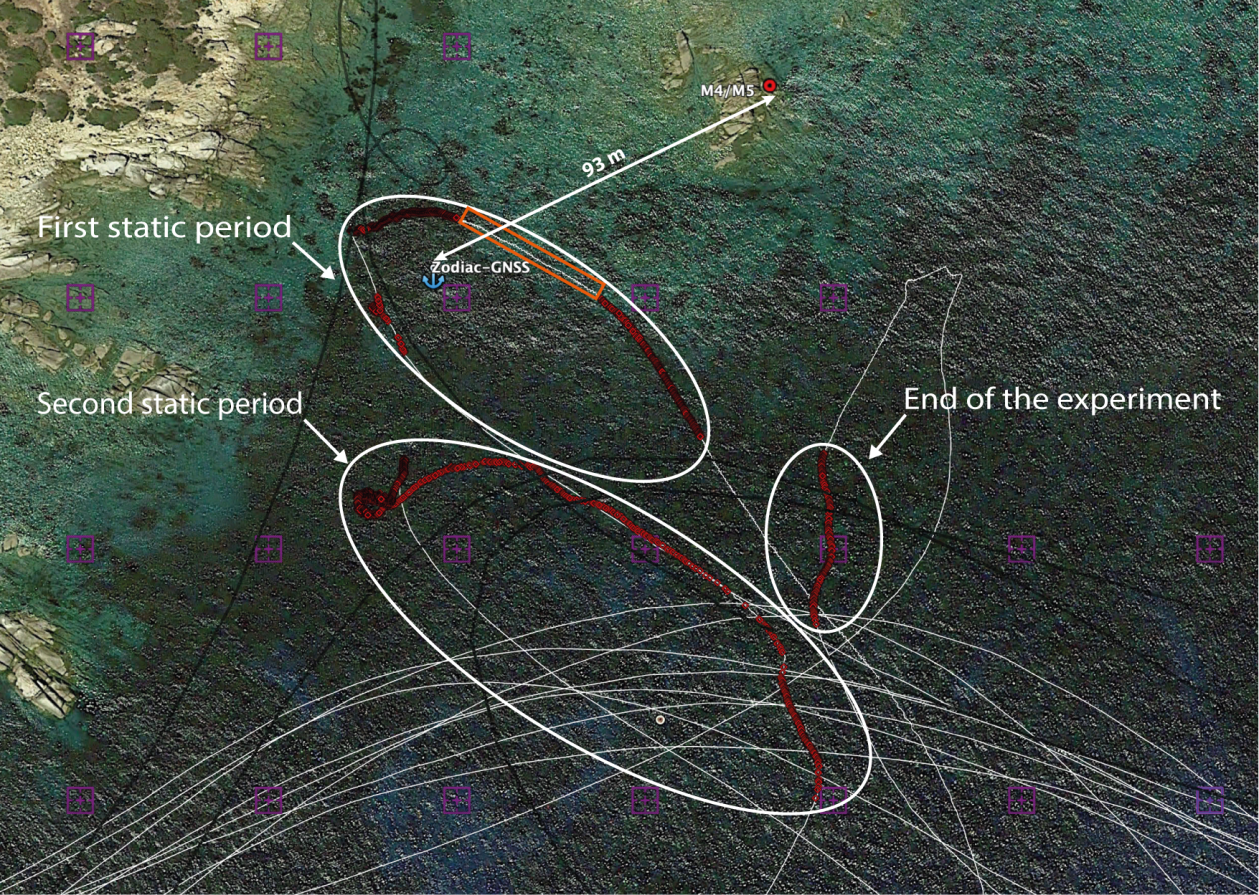 M4/M5
93 m
First static period
Zodiac-GNSS
Second static period
End of the experiment